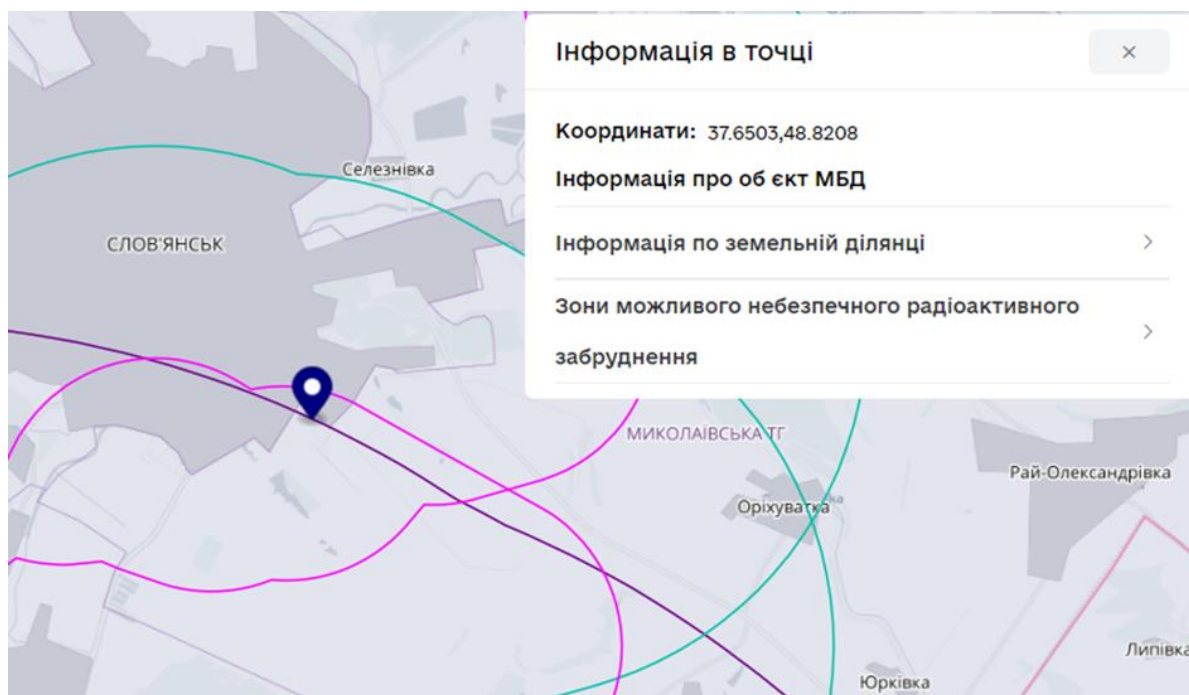 Інформація в точці
×
Координати: 37.6503,48.8208
Інформація про об єкт МБД
Інформація по земельній ділянці
Зони можливого небезпечного радіоактивного
забруднення
Селезнівка
СЛОВ'ЯНСЬК
МИКОЛАЇВСЬКА ТГ
Рай-Олександрівка
Оріхуватка
Липівка
Юрківка